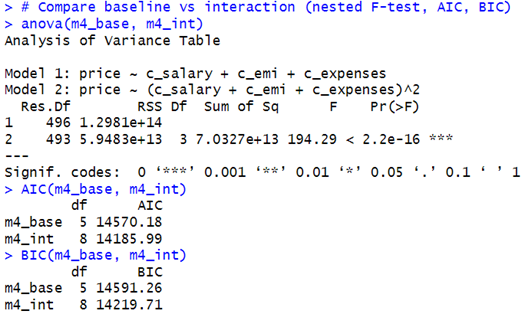 > # Compare baseline vs interaction (nested F-test, AIC, BIC)
> anova(m4_base, m4_int)
Analysis of Variance Table

Model 1: price ~ c_salary + c_emi + c_expenses
Model 2: price ~ (c_salary + c_emi + c_expenses)^2
  Res.Df        RSS Df  Sum of Sq      F    Pr(>F)
1    496 1.2981e+14
2    493 5.9483e+13  3 7.0327e+13 194.29 < 2.2e-16 ***
---
Signif. codes:  0 ‘***’ 0.001 ‘**’ 0.01 ‘*’ 0.05 ‘.’ 0.1 ‘ ’ 1
> AIC(m4_base, m4_int)
        df      AIC
m4_base  5 14570.18
m4_int   8 14185.99
> BIC(m4_base, m4_int)
        df      BIC
m4_base  5 14591.26
m4_int   8 14219.71